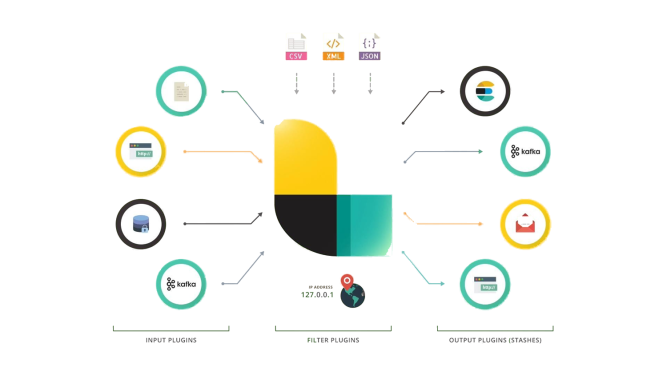 CSV
XML
JSON
http://
kafka
kafka
IP ADDRESS
127.0.0.1
kafka
http://
INPUT PLUGINS
FILTER PLUGINS
OUTPUT PLUGINS (STASHES)